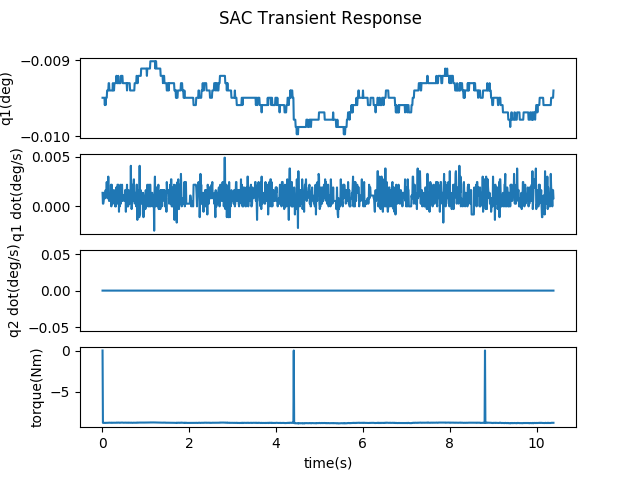 SAC Transient Response
−0.009
−0.010
q1(deg)
0.005
0.000
q1 dot(deg/s)
0.05
0.00
−0.05
q2 dot(deg/s)
0
−5
torque(Nm)
0 2 4 6 8 10
time(s)